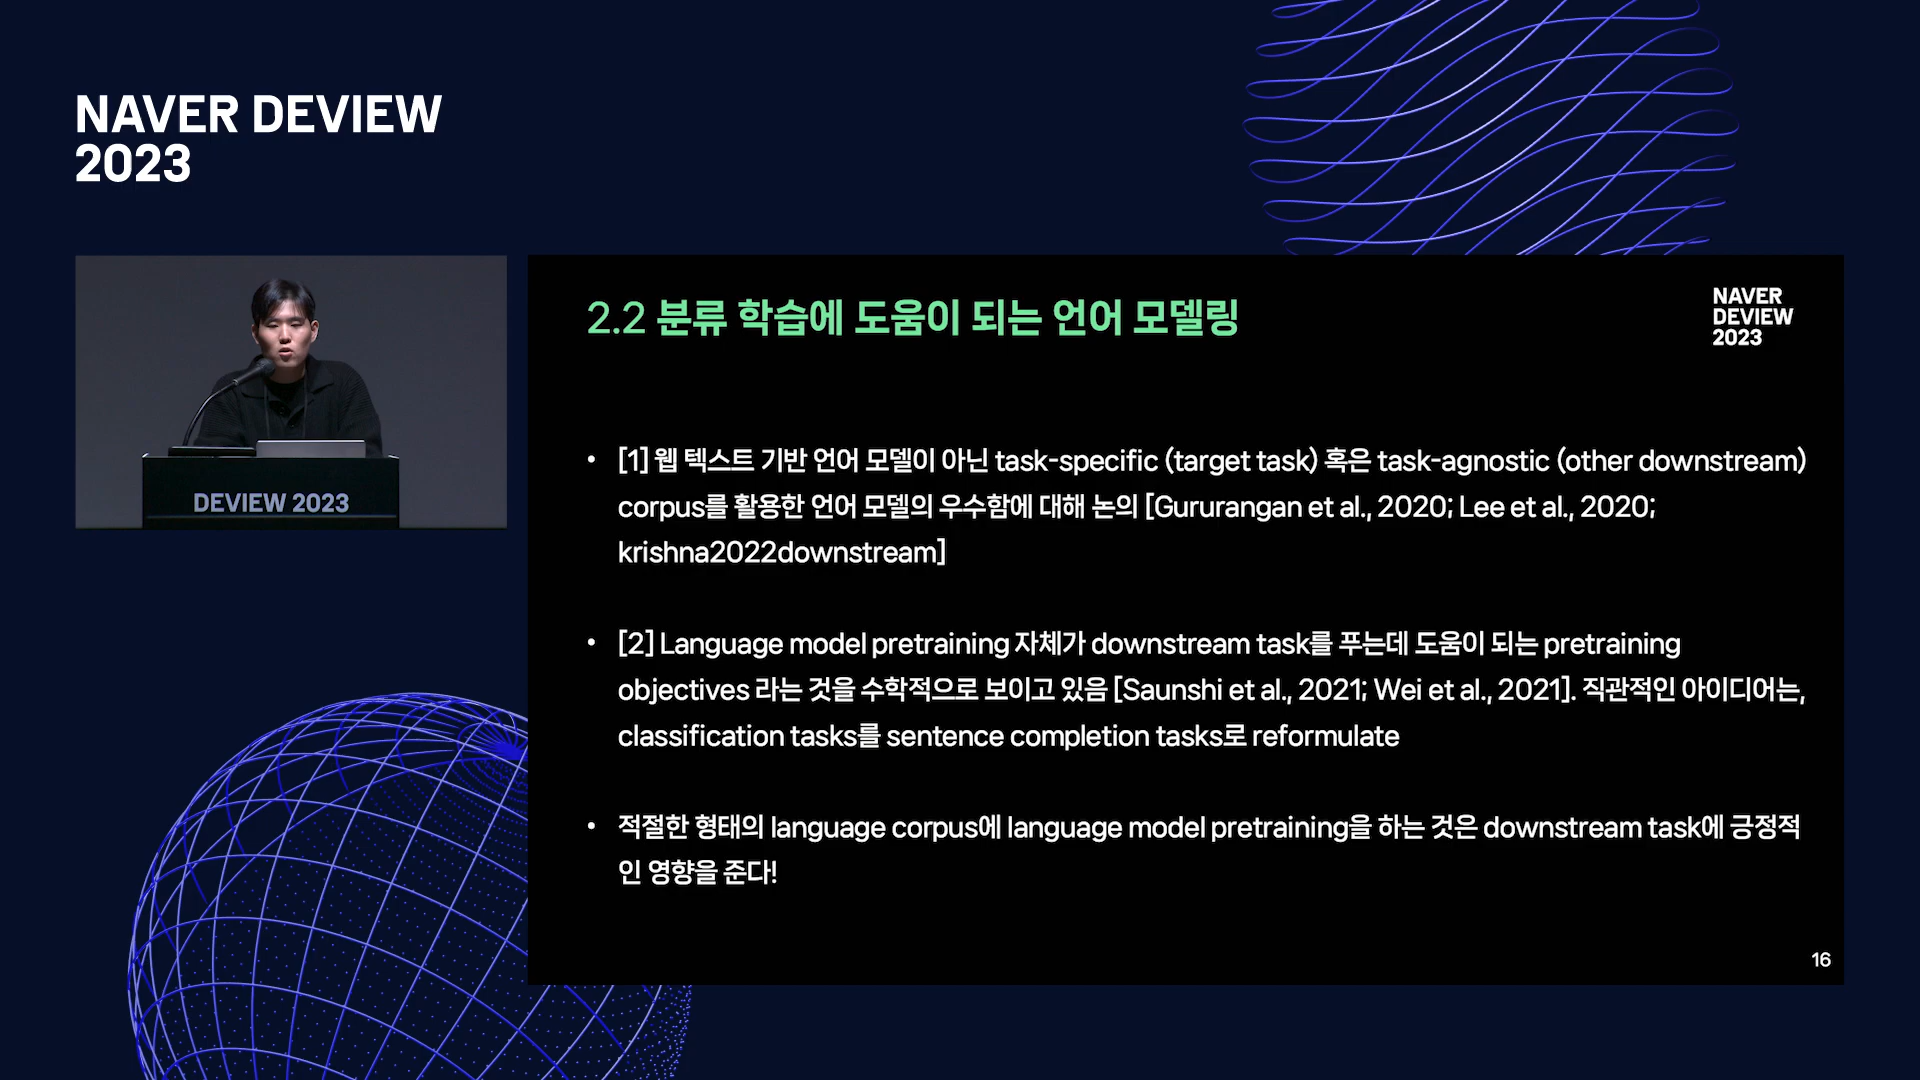 NAVER DEVIEW
2023
DEVIEW 2023
2.2 분류 학습에 도움이 되는 언어 모델링
NAVER
DEVIEW
2023
• [1] 웹 텍스트 기반 언어 모델이 아닌 task-specific (target task) 혹은 task-agnostic (other downstream)
corpus를 활용한 언어 모델의 우수함에 대해 논의 [Gururangan et al., 2020; Lee et al., 2020;
krishna2022downstream]
• [2] Language model pretraining 자체가 downstream task를 푸는데 도움이 되는 pretraining
objectives 라는 것을 수학적으로 보이고 있음 [Saunshi et al., 2021; Wei et al., 2021]. 직관적인 아이디어는,
classification tasks를 sentence completion tasks로 reformulate
• 적절한 형태의 language corpus에 language model pretraining을 하는 것은 downstream task에 긍정적
인 영향을 준다!
16